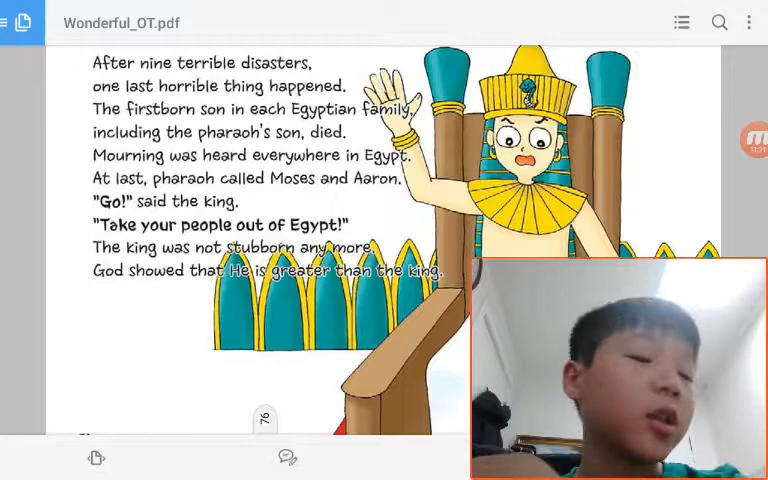 Wonderful_OT.pdf
After nine terrible disasters,
one last horrible thing happened.
The firstborn son in each Egyptian family,
including the pharaoh's son, died.
Mourning was heard everywhere in Egypt.
At last, pharaoh called Moses and Aaron.
"Go!" said the king.
"Take your people out of Egypt!"
The king was not stubborn any more.
God showed that He is greater than the king.
76